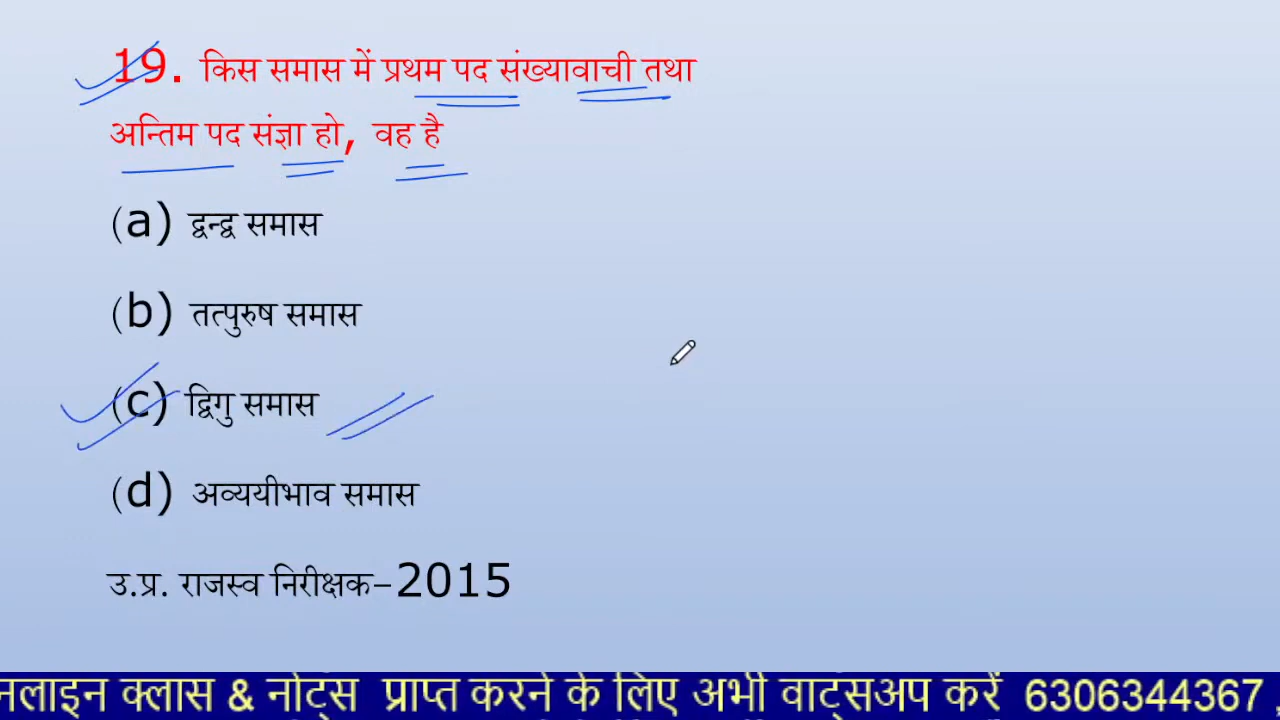 19. किस समास में प्रथम पद संख्यावाची तथा
अन्तिम पद संज्ञा हो, वह है
(a) द्वन्द्व समास
(b) तत्पुरुष समास
(c) द्विगु समास
(d) अव्ययीभाव समास
उ.प्र. राजस्व निरीक्षक–2015
नलाइन क्लास & नोट्स प्राप्त करने के लिए अभी वाट्सअप करें 6306344367 ,